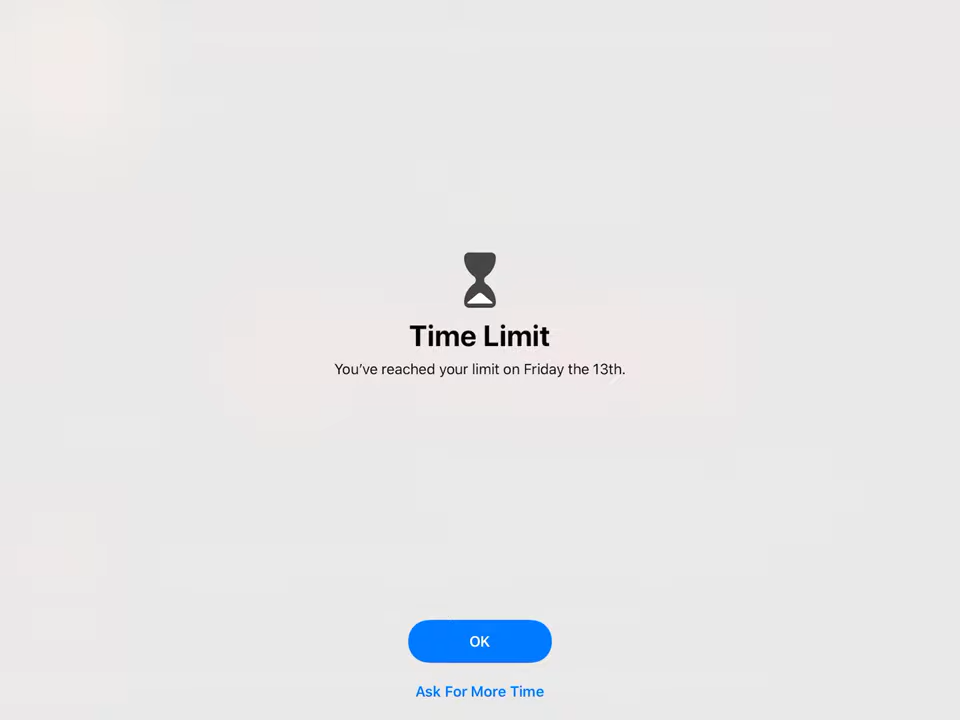 Time Limit
You’ve reached your limit on Friday the 13th.
OK
Ask For More Time